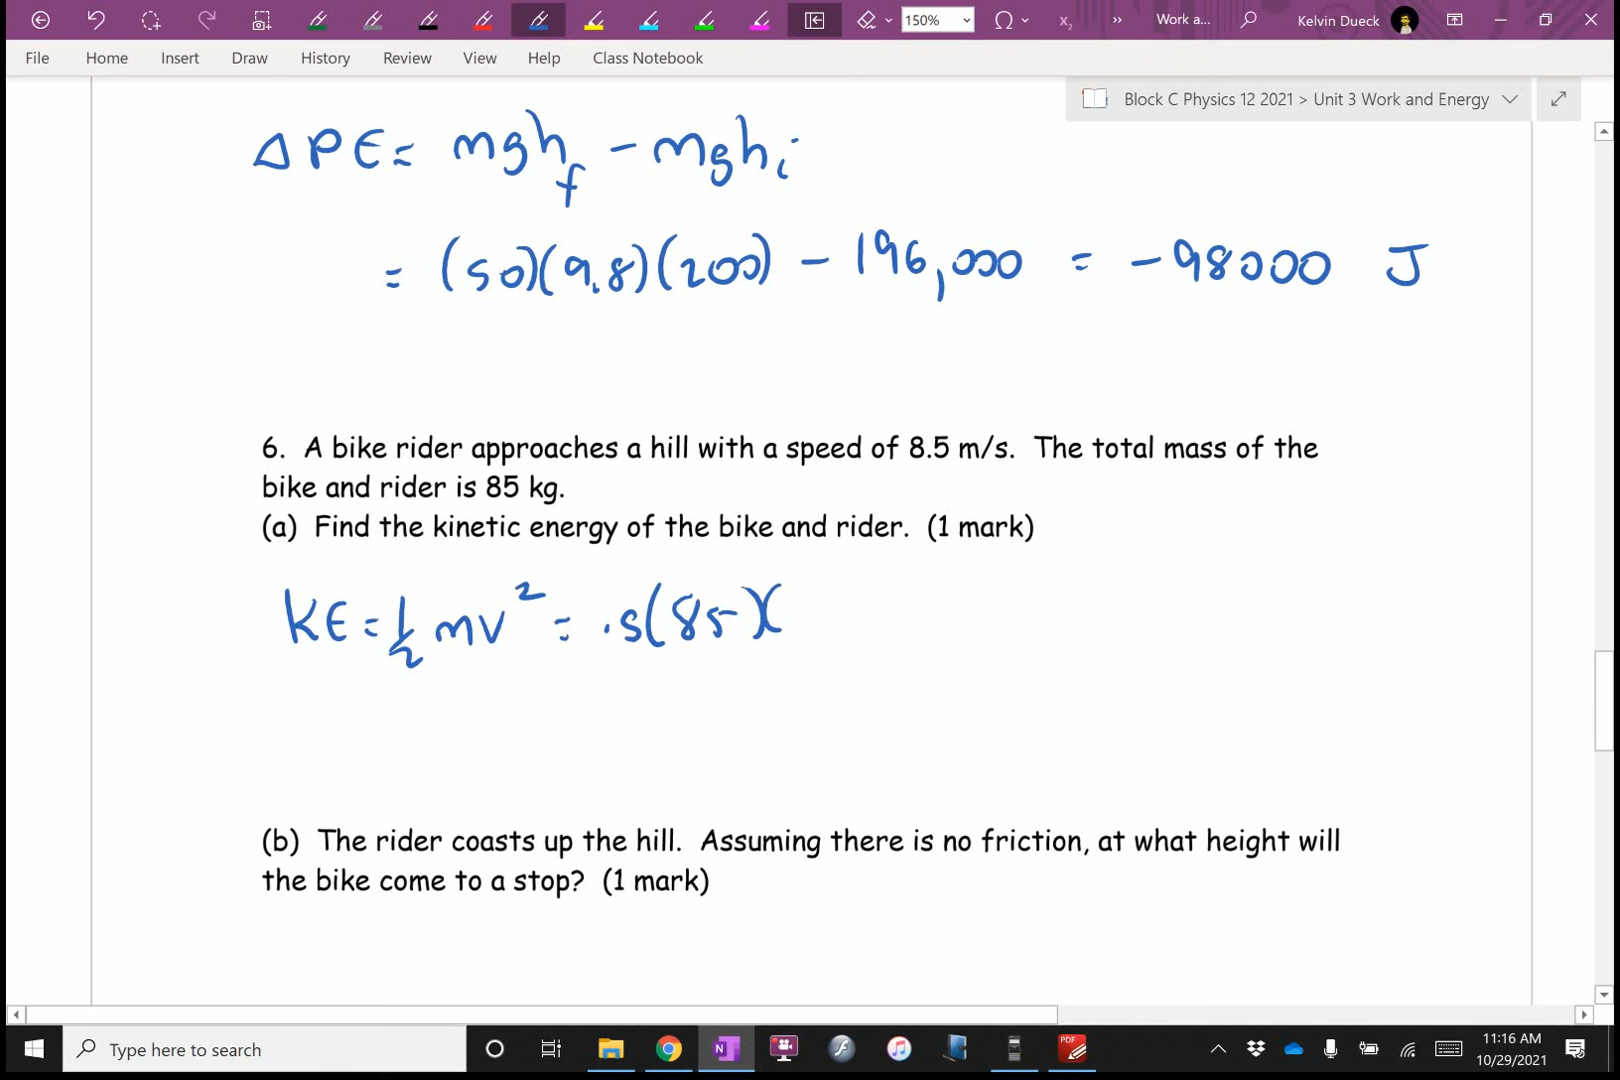 150%
Ω
x₂
»
Work a...
Kelvin Dueck
File Home Insert Draw History Review View Help Class Notebook
Block C Physics 12 2021 > Unit 3 Work and Energy
ΔPE = mgh_f - mgh_i
= (50)(9.8)(200) - 196,000 = -98000 J
6. A bike rider approaches a hill with a speed of 8.5 m/s. The total mass of the
bike and rider is 85 kg.
(a) Find the kinetic energy of the bike and rider. (1 mark)
KE = ½ mv² = .5(85)(
(b) The rider coasts up the hill. Assuming there is no friction, at what height will
the bike come to a stop? (1 mark)
Type here to search
N
PDF
11:16 AM
10/29/2021